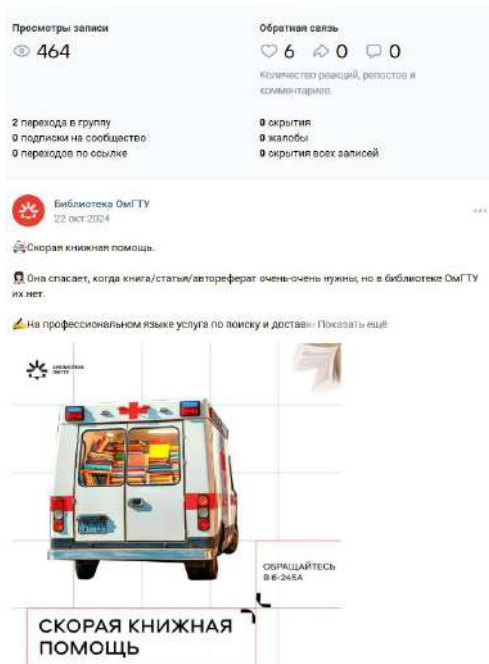 Просмотры записи
464
Обратная связь
6 0 0
Количество реакций, репостов и
комментариев.
2 перехода в группу
0 подписки на сообщество
0 переходов по ссылке
0 скрытия
0 жалобы
0 скрытия всех записей
Библиотека ОмГТУ
22 окт 2024
Скорая книжная помощь.
Она спасает, когда книга/статья/автореферат очень-очень нужны, но в библиотеке ОмГТУ
их нет.
На профессиональном языке услуга по поиску и достав Показать ещё
БИБЛИОТЕКА
ОМГТУ
ОБРАЩАЙТЕСЬ
В 6-245А
СКОРАЯ КНИЖНАЯ
ПОМОЩЬ